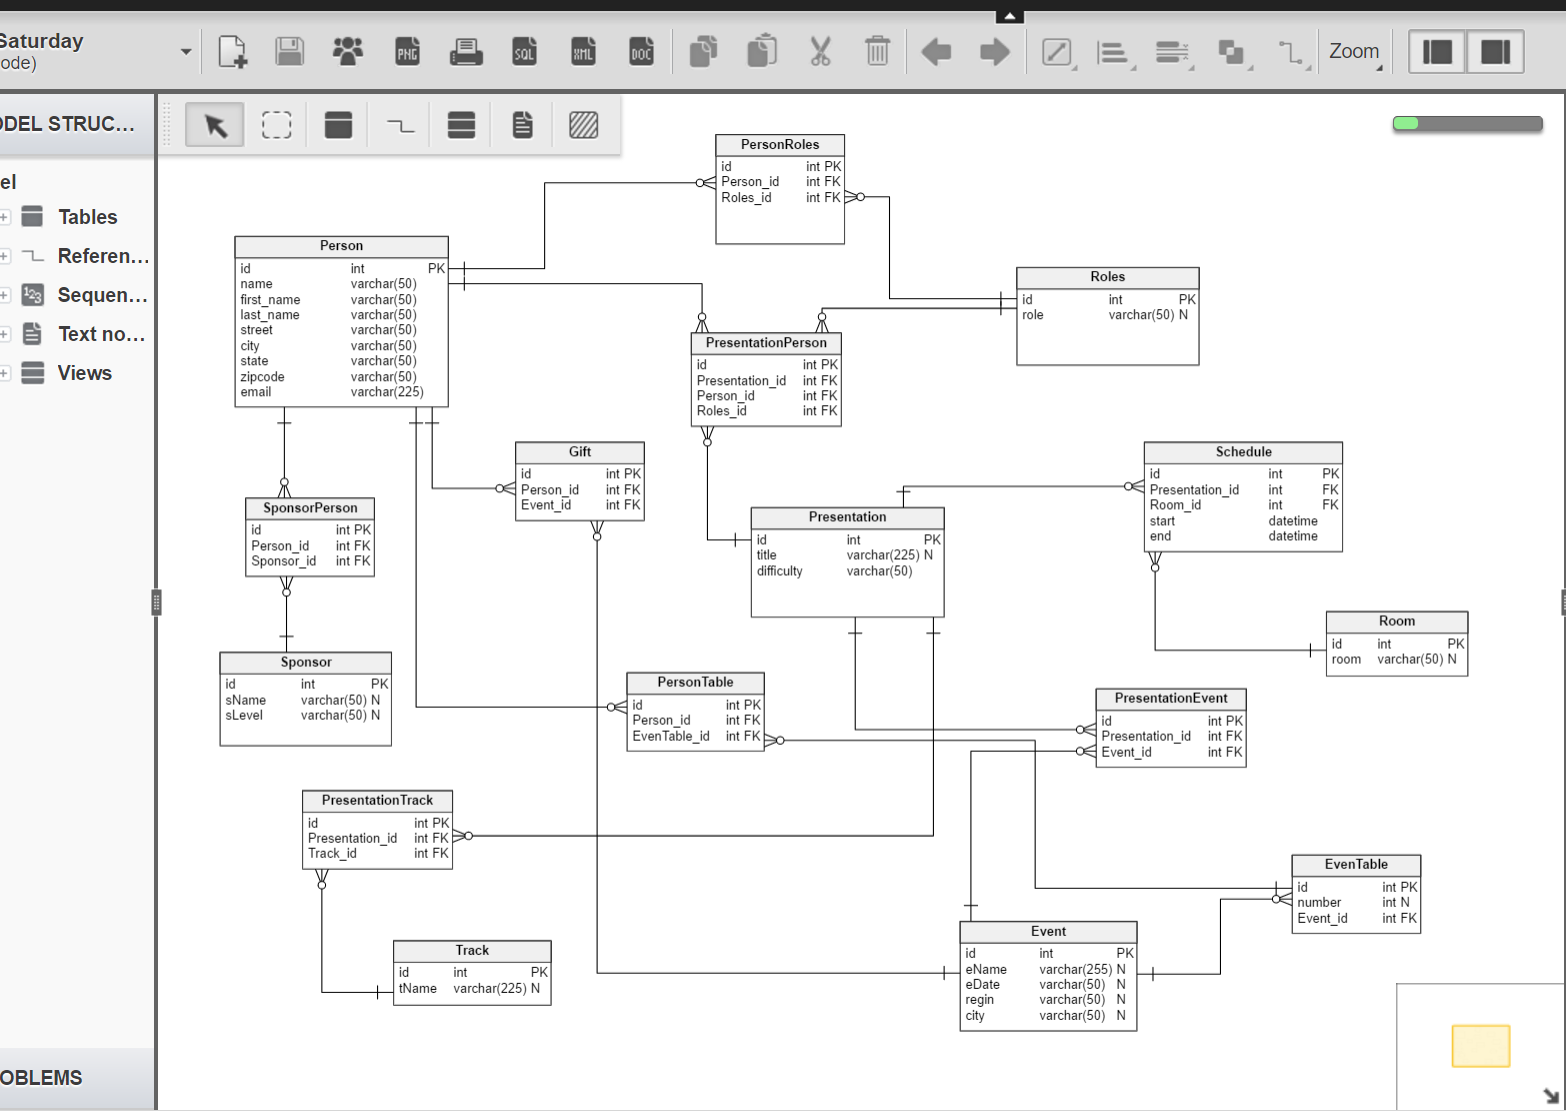 Saturday
ode)
PNG
SQL
XML
DOC
Zoom
ODEL STRUC...
el
Tables
Referen...
123
Sequen...
Text no...
Views
OBLEMS
PersonRoles
id int PK
Person_id int FK
Roles_id int FK
Person
id int PK
name varchar(50)
first_name varchar(50)
last_name varchar(50)
street varchar(50)
city varchar(50)
state varchar(50)
zipcode varchar(50)
email varchar(225)
Roles
id int PK
role varchar(50) N
PresentationPerson
id int PK
Presentation_id int FK
Person_id int FK
Roles_id int FK
Gift
id int PK
Person_id int FK
Event_id int FK
Schedule
id int PK
Presentation_id int FK
Room_id int FK
start datetime
end datetime
SponsorPerson
id int PK
Person_id int FK
Sponsor_id int FK
Presentation
id int PK
title varchar(225) N
difficulty varchar(50)
Room
id int PK
room varchar(50) N
Sponsor
id int PK
sName varchar(50) N
sLevel varchar(50) N
PersonTable
id int PK
Person_id int FK
EvenTable_id int FK
PresentationEvent
id int PK
Presentation_id int FK
Event_id int FK
PresentationTrack
id int PK
Presentation_id int FK
Track_id int FK
EvenTable
id int PK
number int N
Event_id int FK
Track
id int PK
tName varchar(225) N
Event
id int PK
eName varchar(255) N
eDate varchar(50) N
regin varchar(50) N
city varchar(50) N